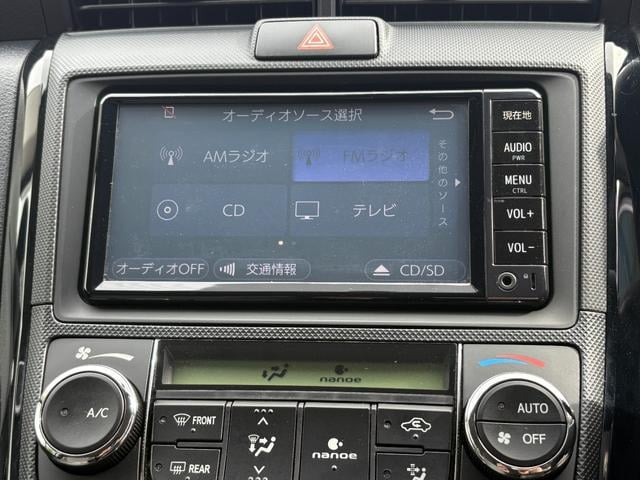 オーディオソース選択
現在地
AMラジオ
FMラジオ
その他のソース
AUDIO
PWR
MENU
CTRL
CD
テレビ
VOL+
VOL-
オーディオOFF
交通情報
CD/SD
nanoe
A/C
FRONT
nanoe
AUTO
OFF
REAR